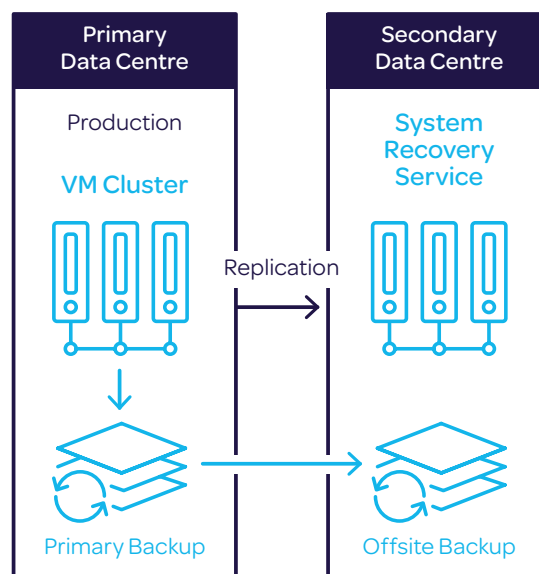 Primary
Data Centre
Secondary
Data Centre
Production
VM Cluster
System
Recovery
Service
Replication
Primary Backup
Offsite Backup